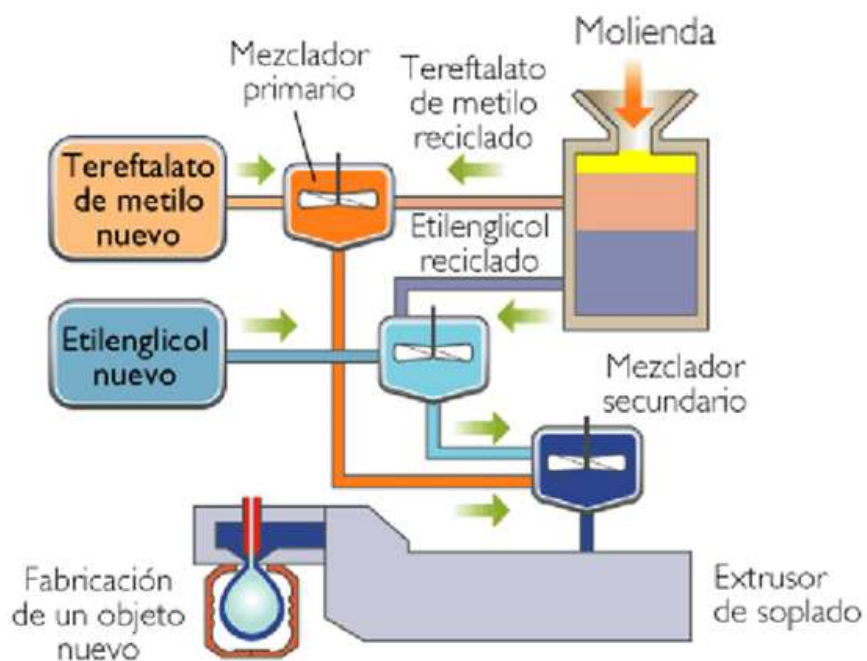 Molienda
Mezclador
primario
Tereftalato
de metilo
reciclado
Tereftalato
de metilo
nuevo
Etilenglicol
reciclado
Etilenglicol
nuevo
Mezclador
secundario
Fabricación
de un objeto
nuevo
Extrusor
de soplado